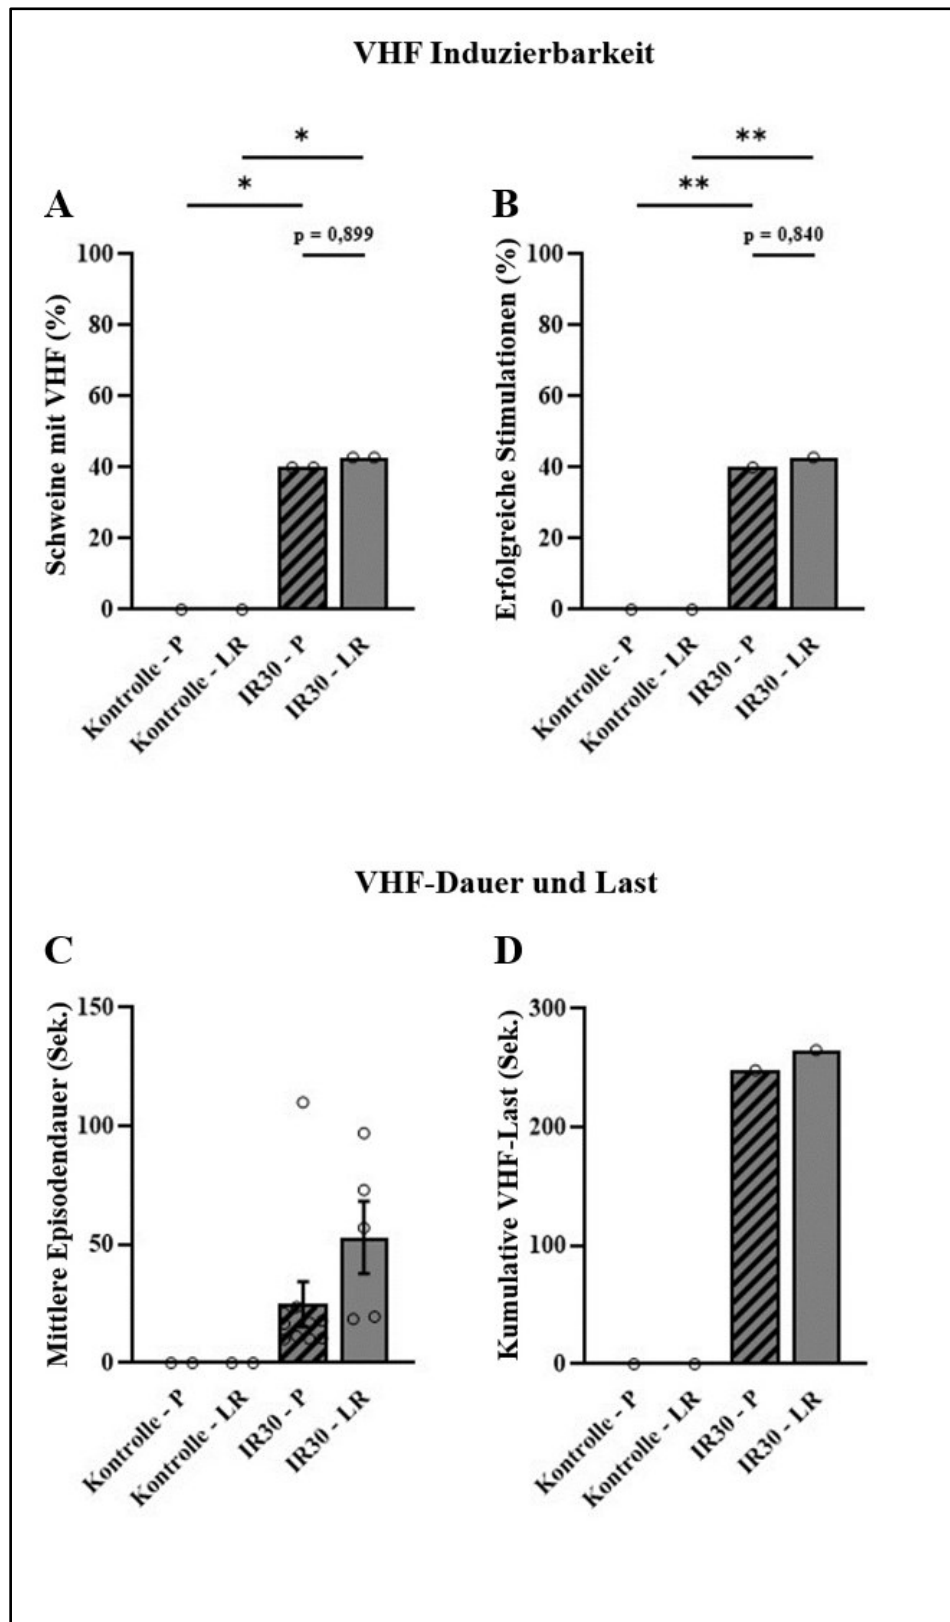 VHF Induzierbarkeit
A
*
*
p = 0,899
Schweine mit VHF (%)
100
80
60
40
20
0
Kontrolle - P
Kontrolle - LR
IR30 - P
IR30 - LR
B
**
**
p = 0,840
Erfolgreiche Stimulationen (%)
100
80
60
40
20
0
Kontrolle - P
Kontrolle - LR
IR30 - P
IR30 - LR
VHF-Dauer und Last
C
Mittlere Episodendauer (Sek.)
150
100
50
0
Kontrolle - P
Kontrolle - LR
IR30 - P
IR30 - LR
D
Kumulative VHF-Last (Sek.)
300
200
100
0
Kontrolle - P
Kontrolle - LR
IR30 - P
IR30 - LR